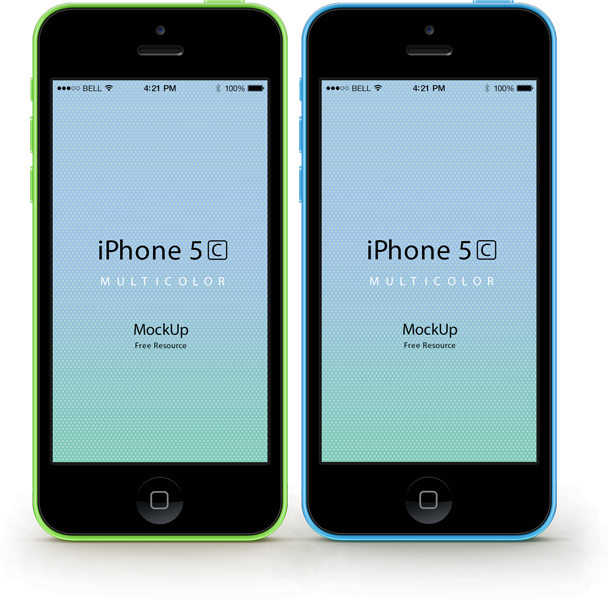 BELL 4:21 PM 100%
iPhone 5 C
MULTICOLOR
MockUp
Free Resource
BELL 4:21 PM 100%
iPhone 5 C
MULTICOLOR
MockUp
Free Resource